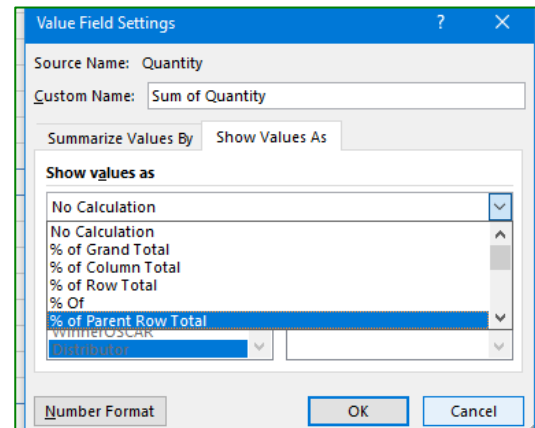 Value Field Settings ? ×
Source Name: Quantity
Custom Name: Sum of Quantity
Summarize Values By Show Values As
Show values as
No Calculation
No Calculation
% of Grand Total
% of Column Total
% of Row Total
% Of
% of Parent Row Total
WinnerOSCAR
Distributor
Number Format OK Cancel